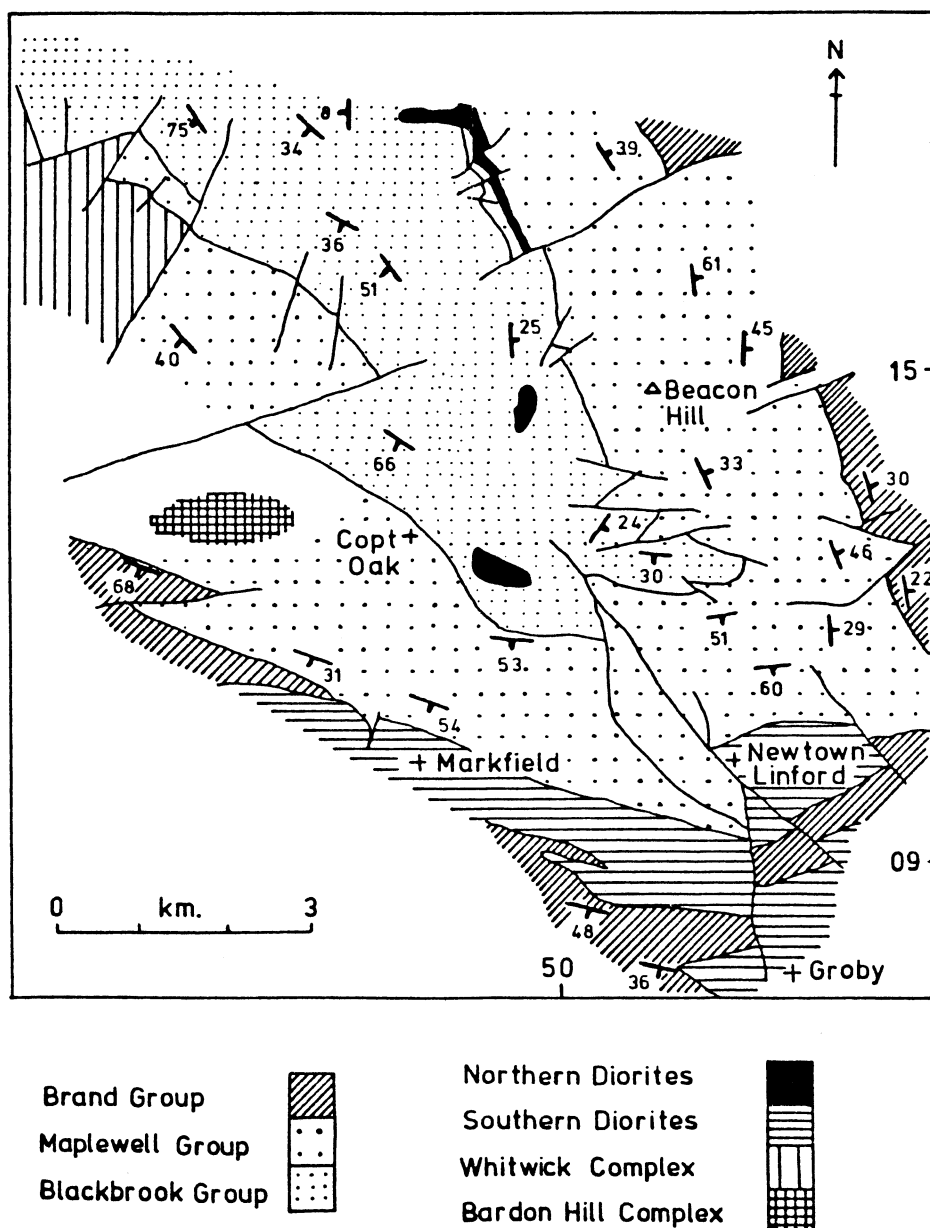 N
8
75
34
39
36
51
61
25
45
40
15
Beacon
Hill
66
33
30
Copt
Oak
24
46
30
22
68
51
29
31
53
60
54
Markfield
Newtown
Linford
09
0 km. 3
48
50
36
Groby
Brand Group
Maplewell Group
Blackbrook Group
Northern Diorites
Southern Diorites
Whitwick Complex
Bardon Hill Complex